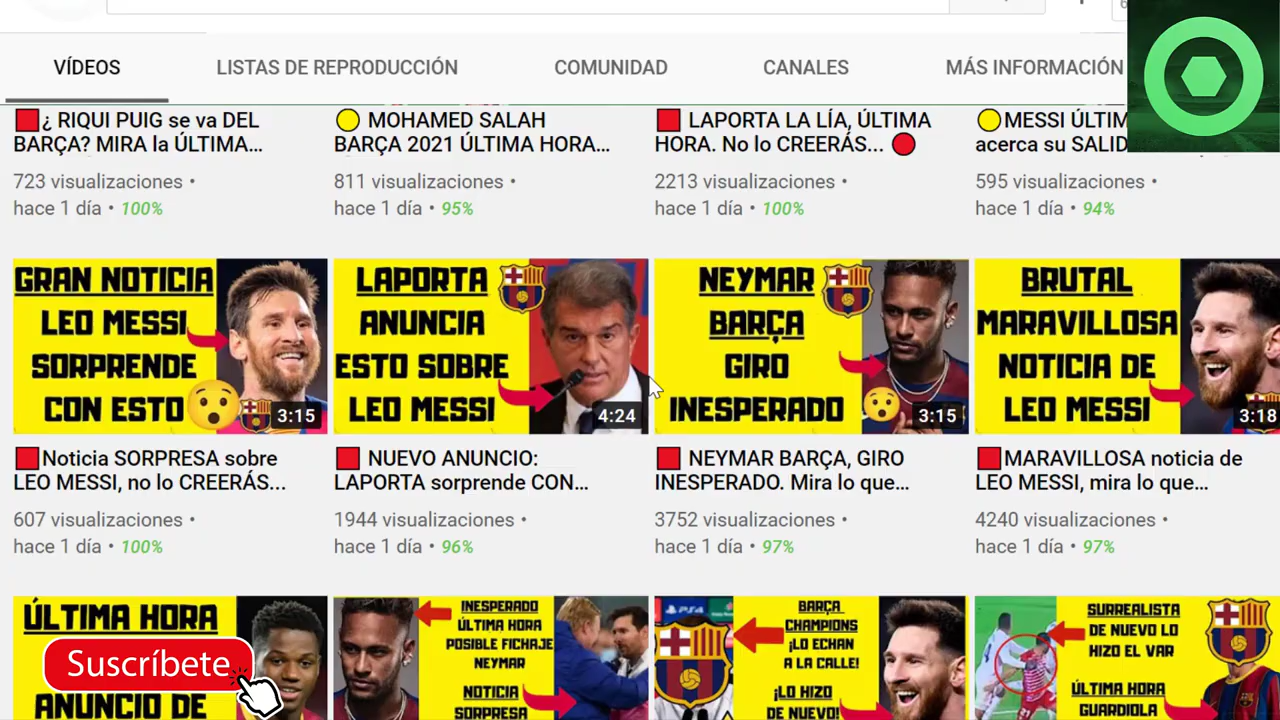 VÍDEOS
LISTAS DE REPRODUCCIÓN
COMUNIDAD
CANALES
MÁS INFORMACIÓN
¿ RIQUI PUIG se va DEL
BARÇA? MIRA la ÚLTIMA...
723 visualizaciones •
hace 1 día • 100%
MOHAMED SALAH
BARÇA 2021 ÚLTIMA HORA...
811 visualizaciones •
hace 1 día • 95%
LAPORTA LA LÍA, ÚLTIMA
HORA. No lo CREERÁS...
2213 visualizaciones •
hace 1 día • 100%
MESSI ÚLTIM
acerca su SALID
595 visualizaciones •
hace 1 día • 94%
GRAN NOTICIA
LEO MESSI
SORPRENDE
CON ESTO
3:15
Noticia SORPRESA sobre
LEO MESSI, no lo CREERÁS...
607 visualizaciones •
hace 1 día • 100%
LAPORTA
ANUNCIA
ESTO SOBRE
LEO MESSI
4:24
NUEVO ANUNCIO:
LAPORTA sorprende CON...
1944 visualizaciones •
hace 1 día • 96%
NEYMAR
BARÇA
GIRO
INESPERADO
3:15
NEYMAR BARÇA, GIRO
INESPERADO. Mira lo que...
3752 visualizaciones •
hace 1 día • 97%
BRUTAL
MARAVILLOSA
NOTICIA DE
LEO MESSI
3:18
MARAVILLOSA noticia de
LEO MESSI, mira lo que...
4240 visualizaciones •
hace 1 día • 97%
ÚLTIMA HORA
Suscríbete
ANUNCIO DE
INESPERADO
ÚLTIMA HORA
POSIBLE FICHAJE
NEYMAR
NOTICIA
SORPRESA
PS4
BARÇA
CHAMPIONS
¡LO ECHAN
A LA CALLE!
¡LO HIZO
DE NUEVO!
SURREALISTA
DE NUEVO LO
HIZO EL VAR
ÚLTIMA HORA
GUARDIOLA